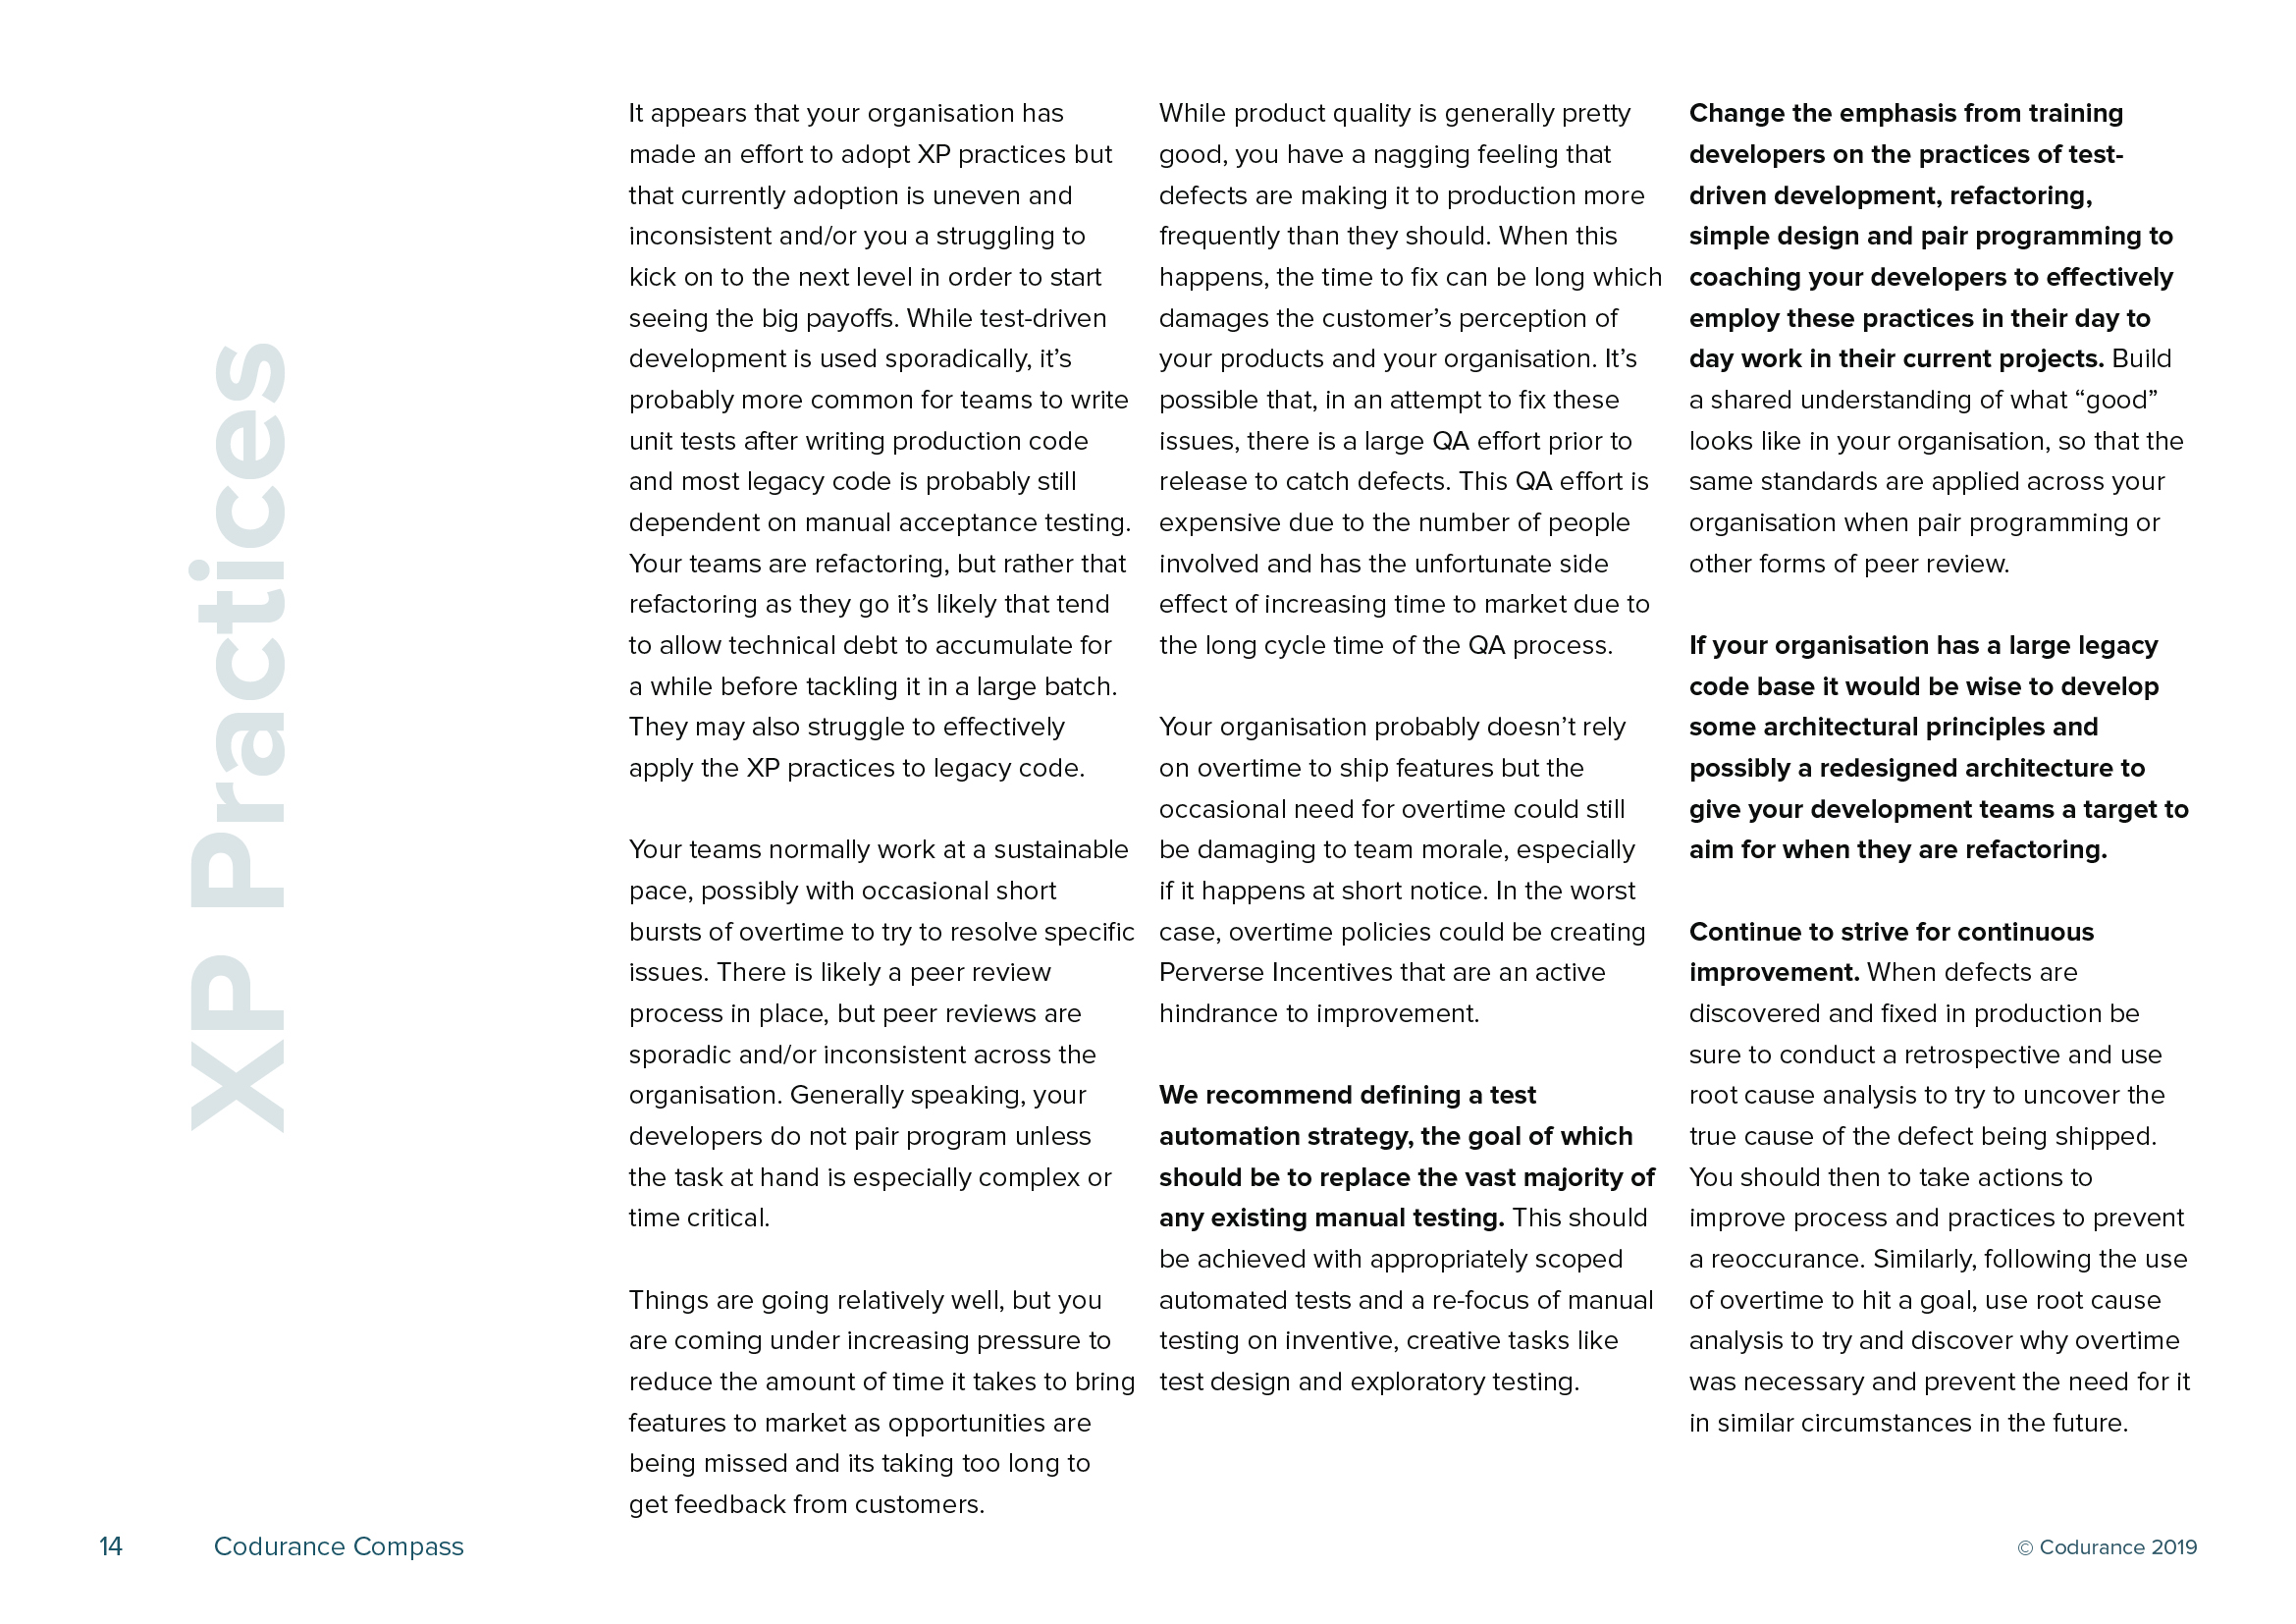 XP Practices
It appears that your organisation has
made an effort to adopt XP practices but
that currently adoption is uneven and
inconsistent and/or you a struggling to
kick on to the next level in order to start
seeing the big payoffs. While test-driven
development is used sporadically, it’s
probably more common for teams to write
unit tests after writing production code
and most legacy code is probably still
dependent on manual acceptance testing.
Your teams are refactoring, but rather that
refactoring as they go it’s likely that tend
to allow technical debt to accumulate for
a while before tackling it in a large batch.
They may also struggle to effectively
apply the XP practices to legacy code.
Your teams normally work at a sustainable
pace, possibly with occasional short
bursts of overtime to try to resolve specific
issues. There is likely a peer review
process in place, but peer reviews are
sporadic and/or inconsistent across the
organisation. Generally speaking, your
developers do not pair program unless
the task at hand is especially complex or
time critical.
Things are going relatively well, but you
are coming under increasing pressure to
reduce the amount of time it takes to bring
features to market as opportunities are
being missed and its taking too long to
get feedback from customers.
While product quality is generally pretty
good, you have a nagging feeling that
defects are making it to production more
frequently than they should. When this
happens, the time to fix can be long which
damages the customer’s perception of
your products and your organisation. It’s
possible that, in an attempt to fix these
issues, there is a large QA effort prior to
release to catch defects. This QA effort is
expensive due to the number of people
involved and has the unfortunate side
effect of increasing time to market due to
the long cycle time of the QA process.
Your organisation probably doesn’t rely
on overtime to ship features but the
occasional need for overtime could still
be damaging to team morale, especially
if it happens at short notice. In the worst
case, overtime policies could be creating
Perverse Incentives that are an active
hindrance to improvement.
We recommend defining a test
automation strategy, the goal of which
should be to replace the vast majority of
any existing manual testing. This should
be achieved with appropriately scoped
automated tests and a re-focus of manual
testing on inventive, creative tasks like
test design and exploratory testing.
Change the emphasis from training
developers on the practices of test-
driven development, refactoring,
simple design and pair programming to
coaching your developers to effectively
employ these practices in their day to
day work in their current projects. Build
a shared understanding of what “good”
looks like in your organisation, so that the
same standards are applied across your
organisation when pair programming or
other forms of peer review.
If your organisation has a large legacy
code base it would be wise to develop
some architectural principles and
possibly a redesigned architecture to
give your development teams a target to
aim for when they are refactoring.
Continue to strive for continuous
improvement. When defects are
discovered and fixed in production be
sure to conduct a retrospective and use
root cause analysis to try to uncover the
true cause of the defect being shipped.
You should then to take actions to
improve process and practices to prevent
a reoccurance. Similarly, following the use
of overtime to hit a goal, use root cause
analysis to try and discover why overtime
was necessary and prevent the need for it
in similar circumstances in the future.
14 Codurance Compass
© Codurance 2019